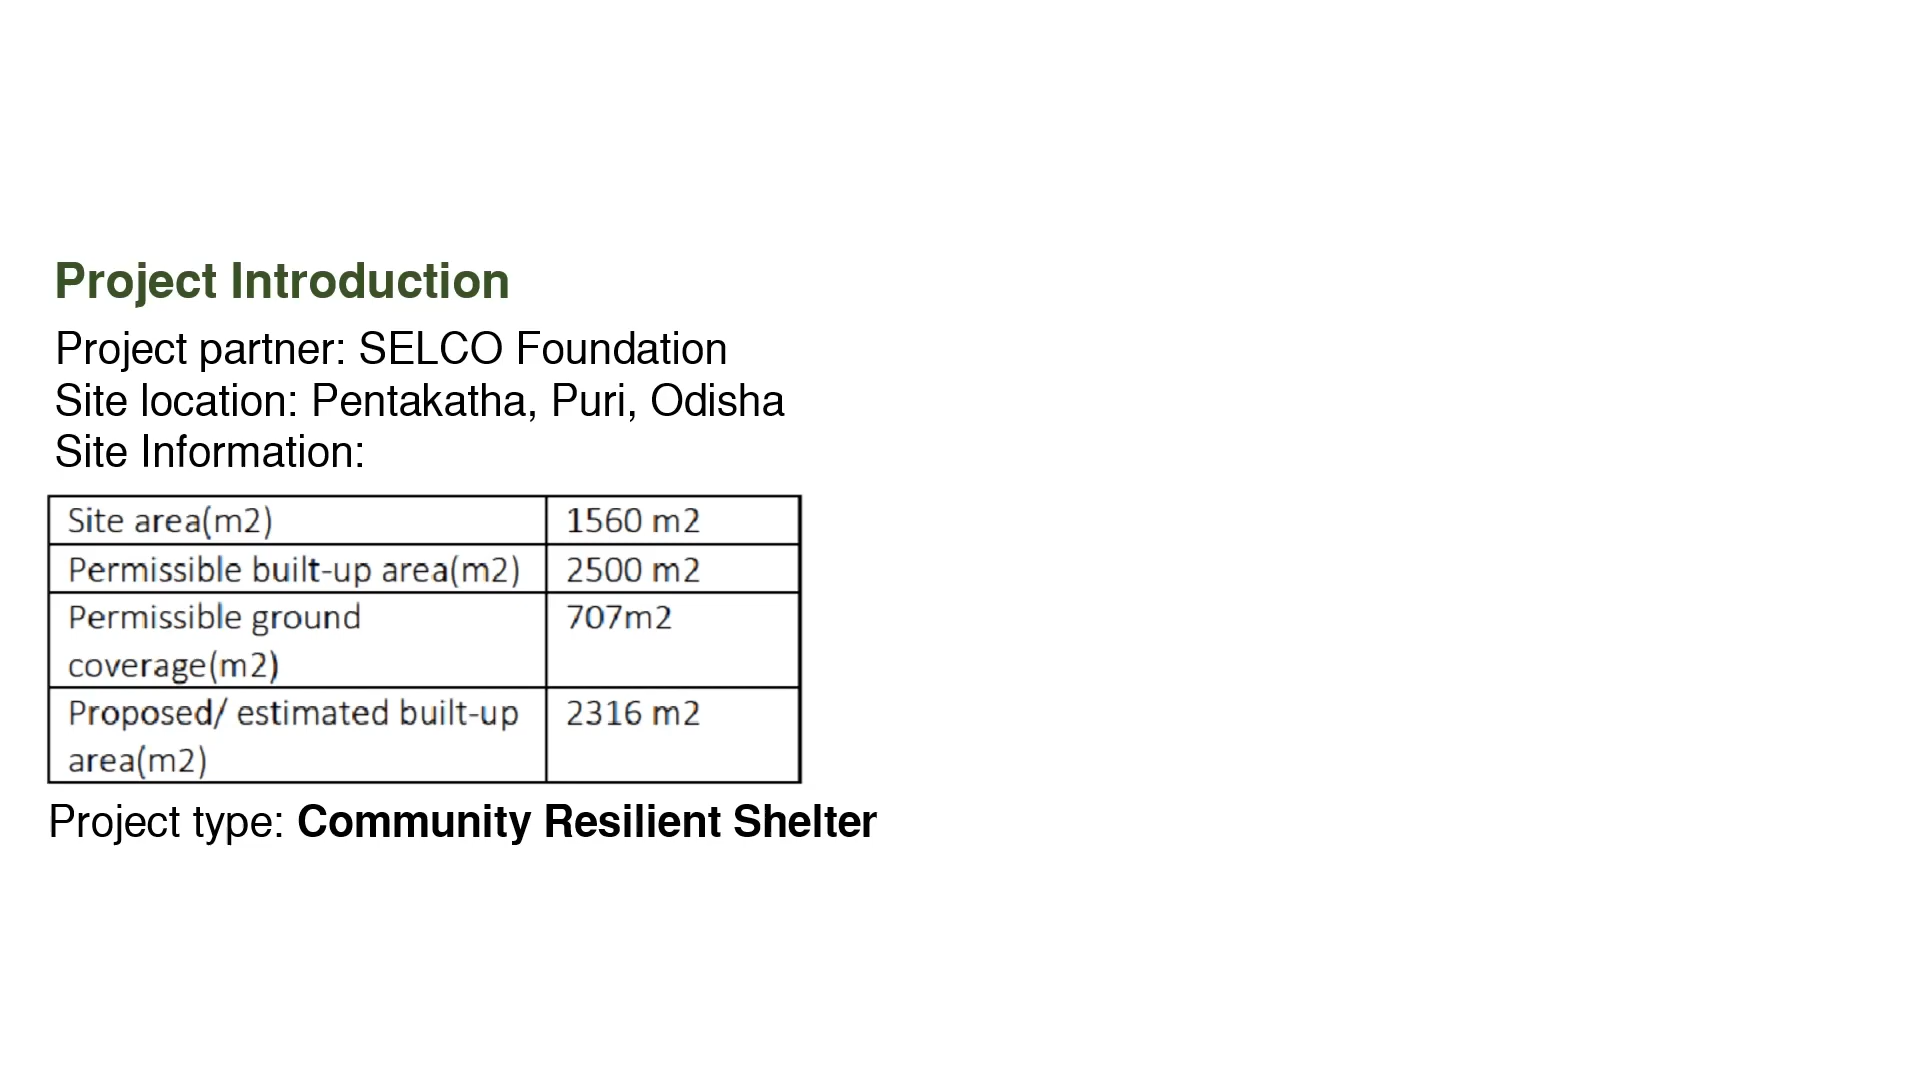 Project Introduction
Project partner: SELCO Foundation
Site location: Pentakatha, Puri, Odisha
Site Information:
Site area(m2) 1560 m2
Permissible built-up area(m2) 2500 m2
Permissible ground 707m2
coverage(m2)
Proposed/ estimated built-up 2316 m2
area(m2)
Project type: Community Resilient Shelter